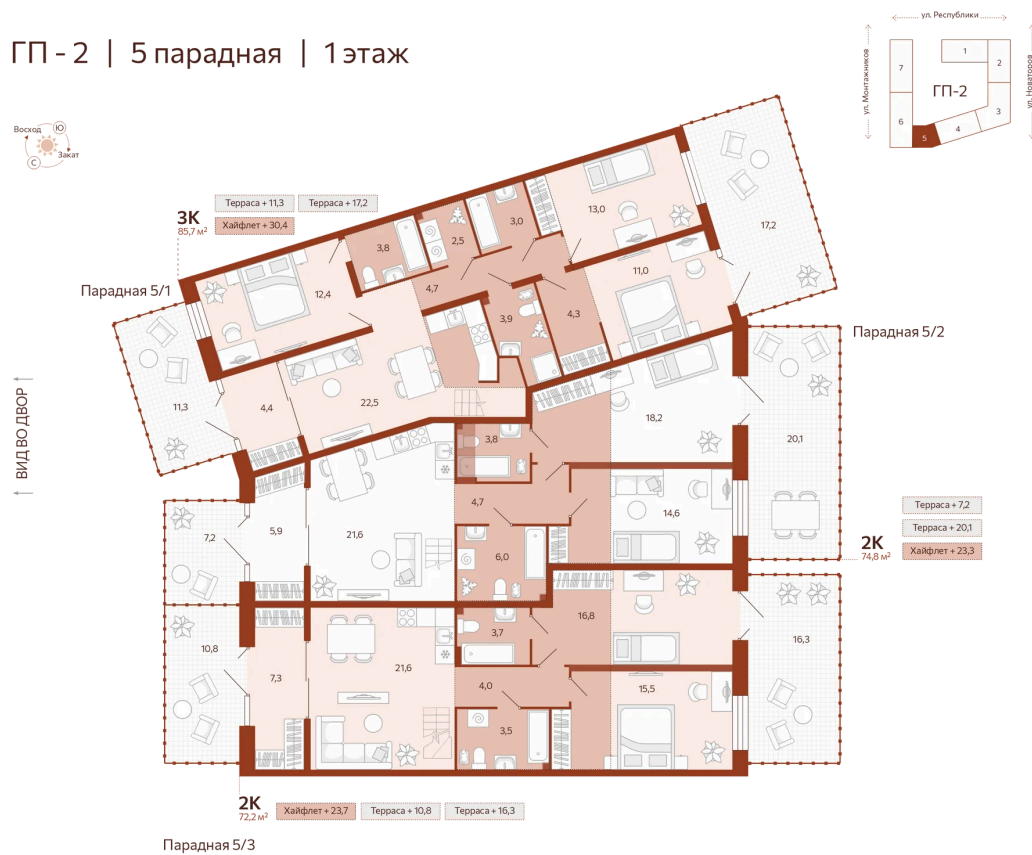 ГП - 2 | 5 парадная | 1 этаж
ул. Республики
ул. Монтажников
ул. Новаторов
1
2
3
4
5
6
7
ГП-2
Восход
Ю
С
Закат
3К
85,7 м²
Терраса + 11,3
Терраса + 17,2
Хайфлет + 30,4
Парадная 5/1
12,4
3,8
2,5
3,0
13,0
17,2
4,7
3,9
4,3
11,0
11,3
4,4
22,5
Парадная 5/2
ВИД ВО ДВОР
3,8
18,2
20,1
7,2
5,9
21,6
4,7
6,0
14,6
2К
74,8 м²
Терраса + 7,2
Терраса + 20,1
Хайфлет + 23,3
10,8
7,3
21,6
3,7
16,8
16,3
4,0
15,5
3,5
2К
72,2 м²
Хайфлет + 23,7
Терраса + 10,8
Терраса + 16,3
Парадная 5/3